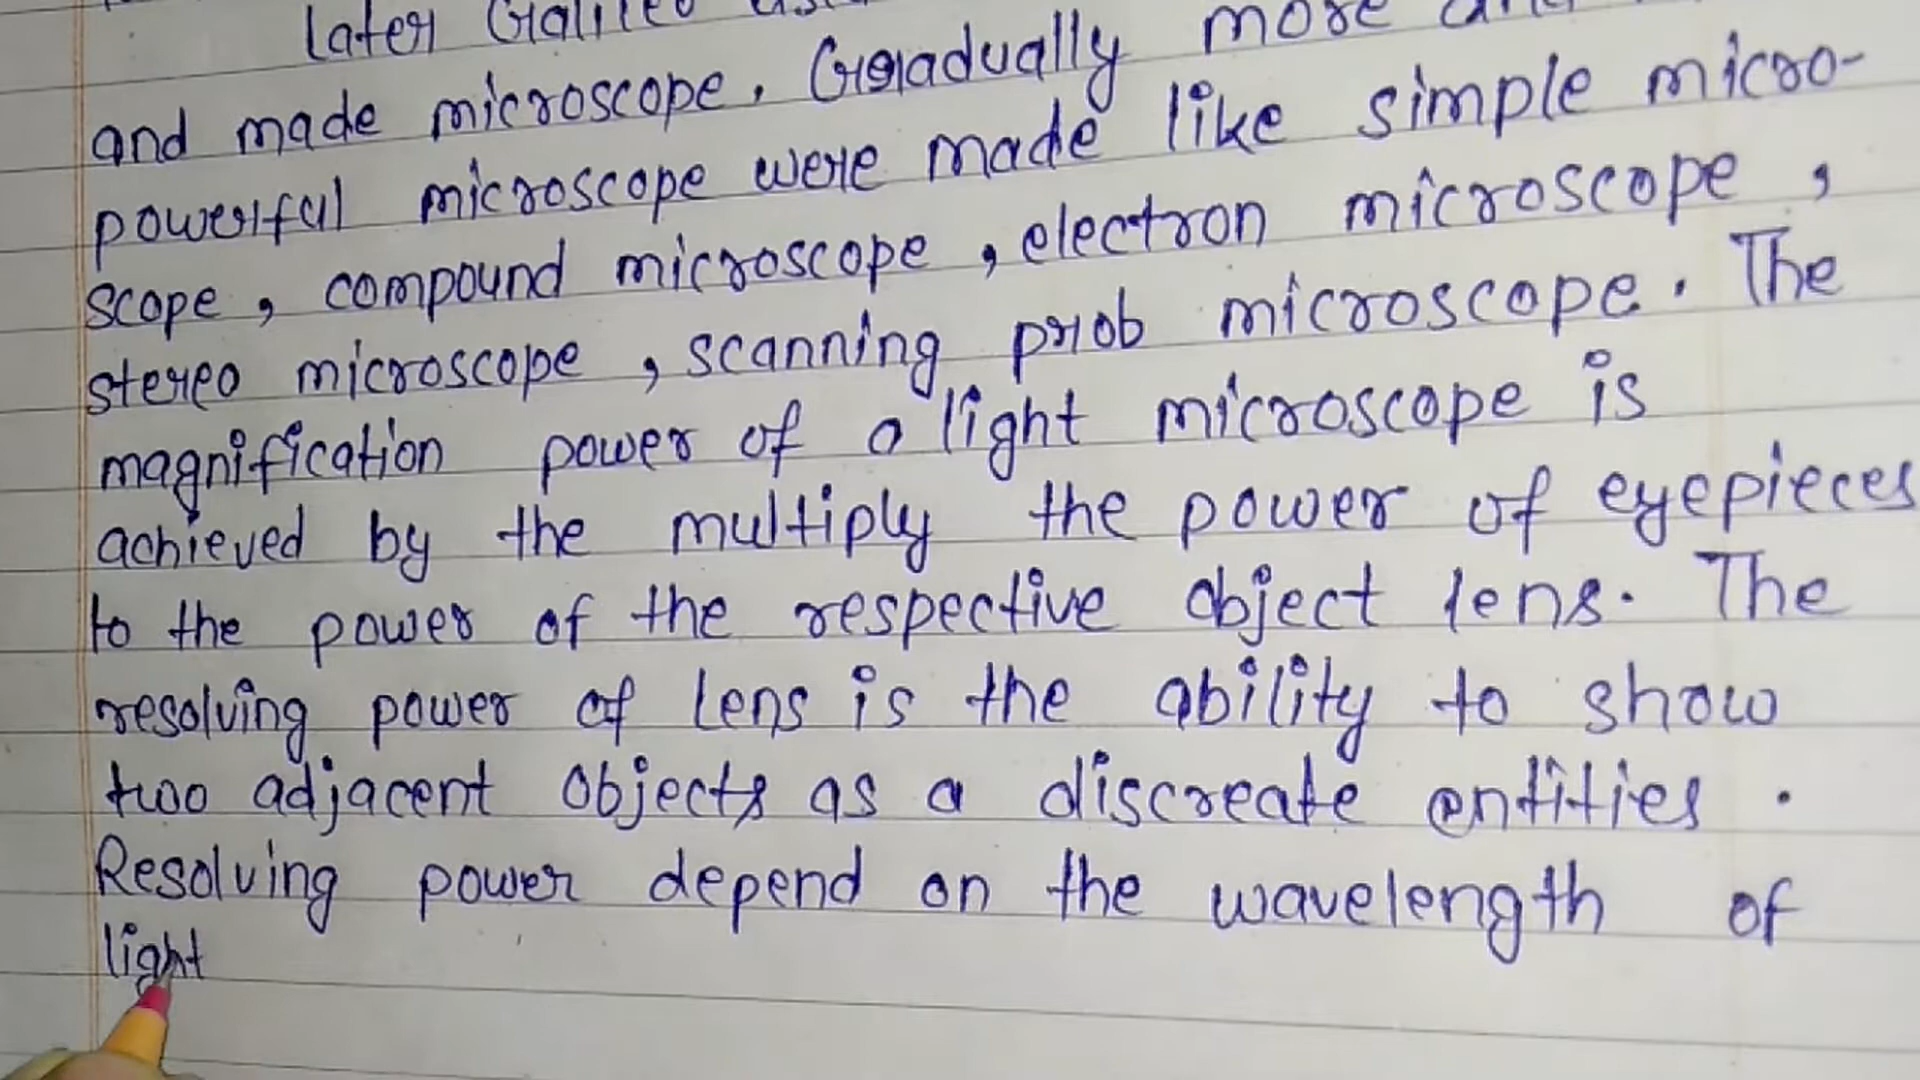 Later Galileo
and made microscope. Gradually more and
powerful microscope were made like simple micro-
scope, compound microscope, electron microscope,
stereo microscope, scanning prob microscope. The
magnification power of a light microscope is
achieved by the multiply the power of eyepieces
to the power of the respective object lens. The
resolving power of lens is the ability to show
two adjacent objects as a discreate entities.
Resolving power depend on the wavelength of
light